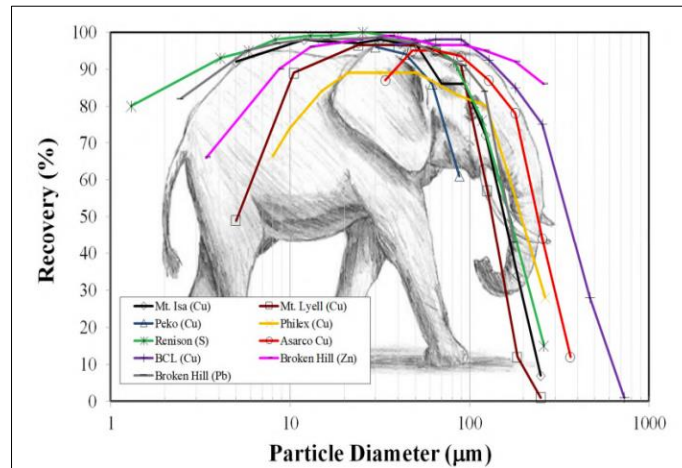 100
90
80
70
60
50
40
30
20
10
0
Recovery (%)
Mt. Isa (Cu) Mt. Lyell (Cu)
Peko (Cu) Philex (Cu)
Renison (S) Asarco Cu)
BCL (Cu) Broken Hill (Zn)
Broken Hill (Pb)
1 10 100 1000
Particle Diameter (μm)